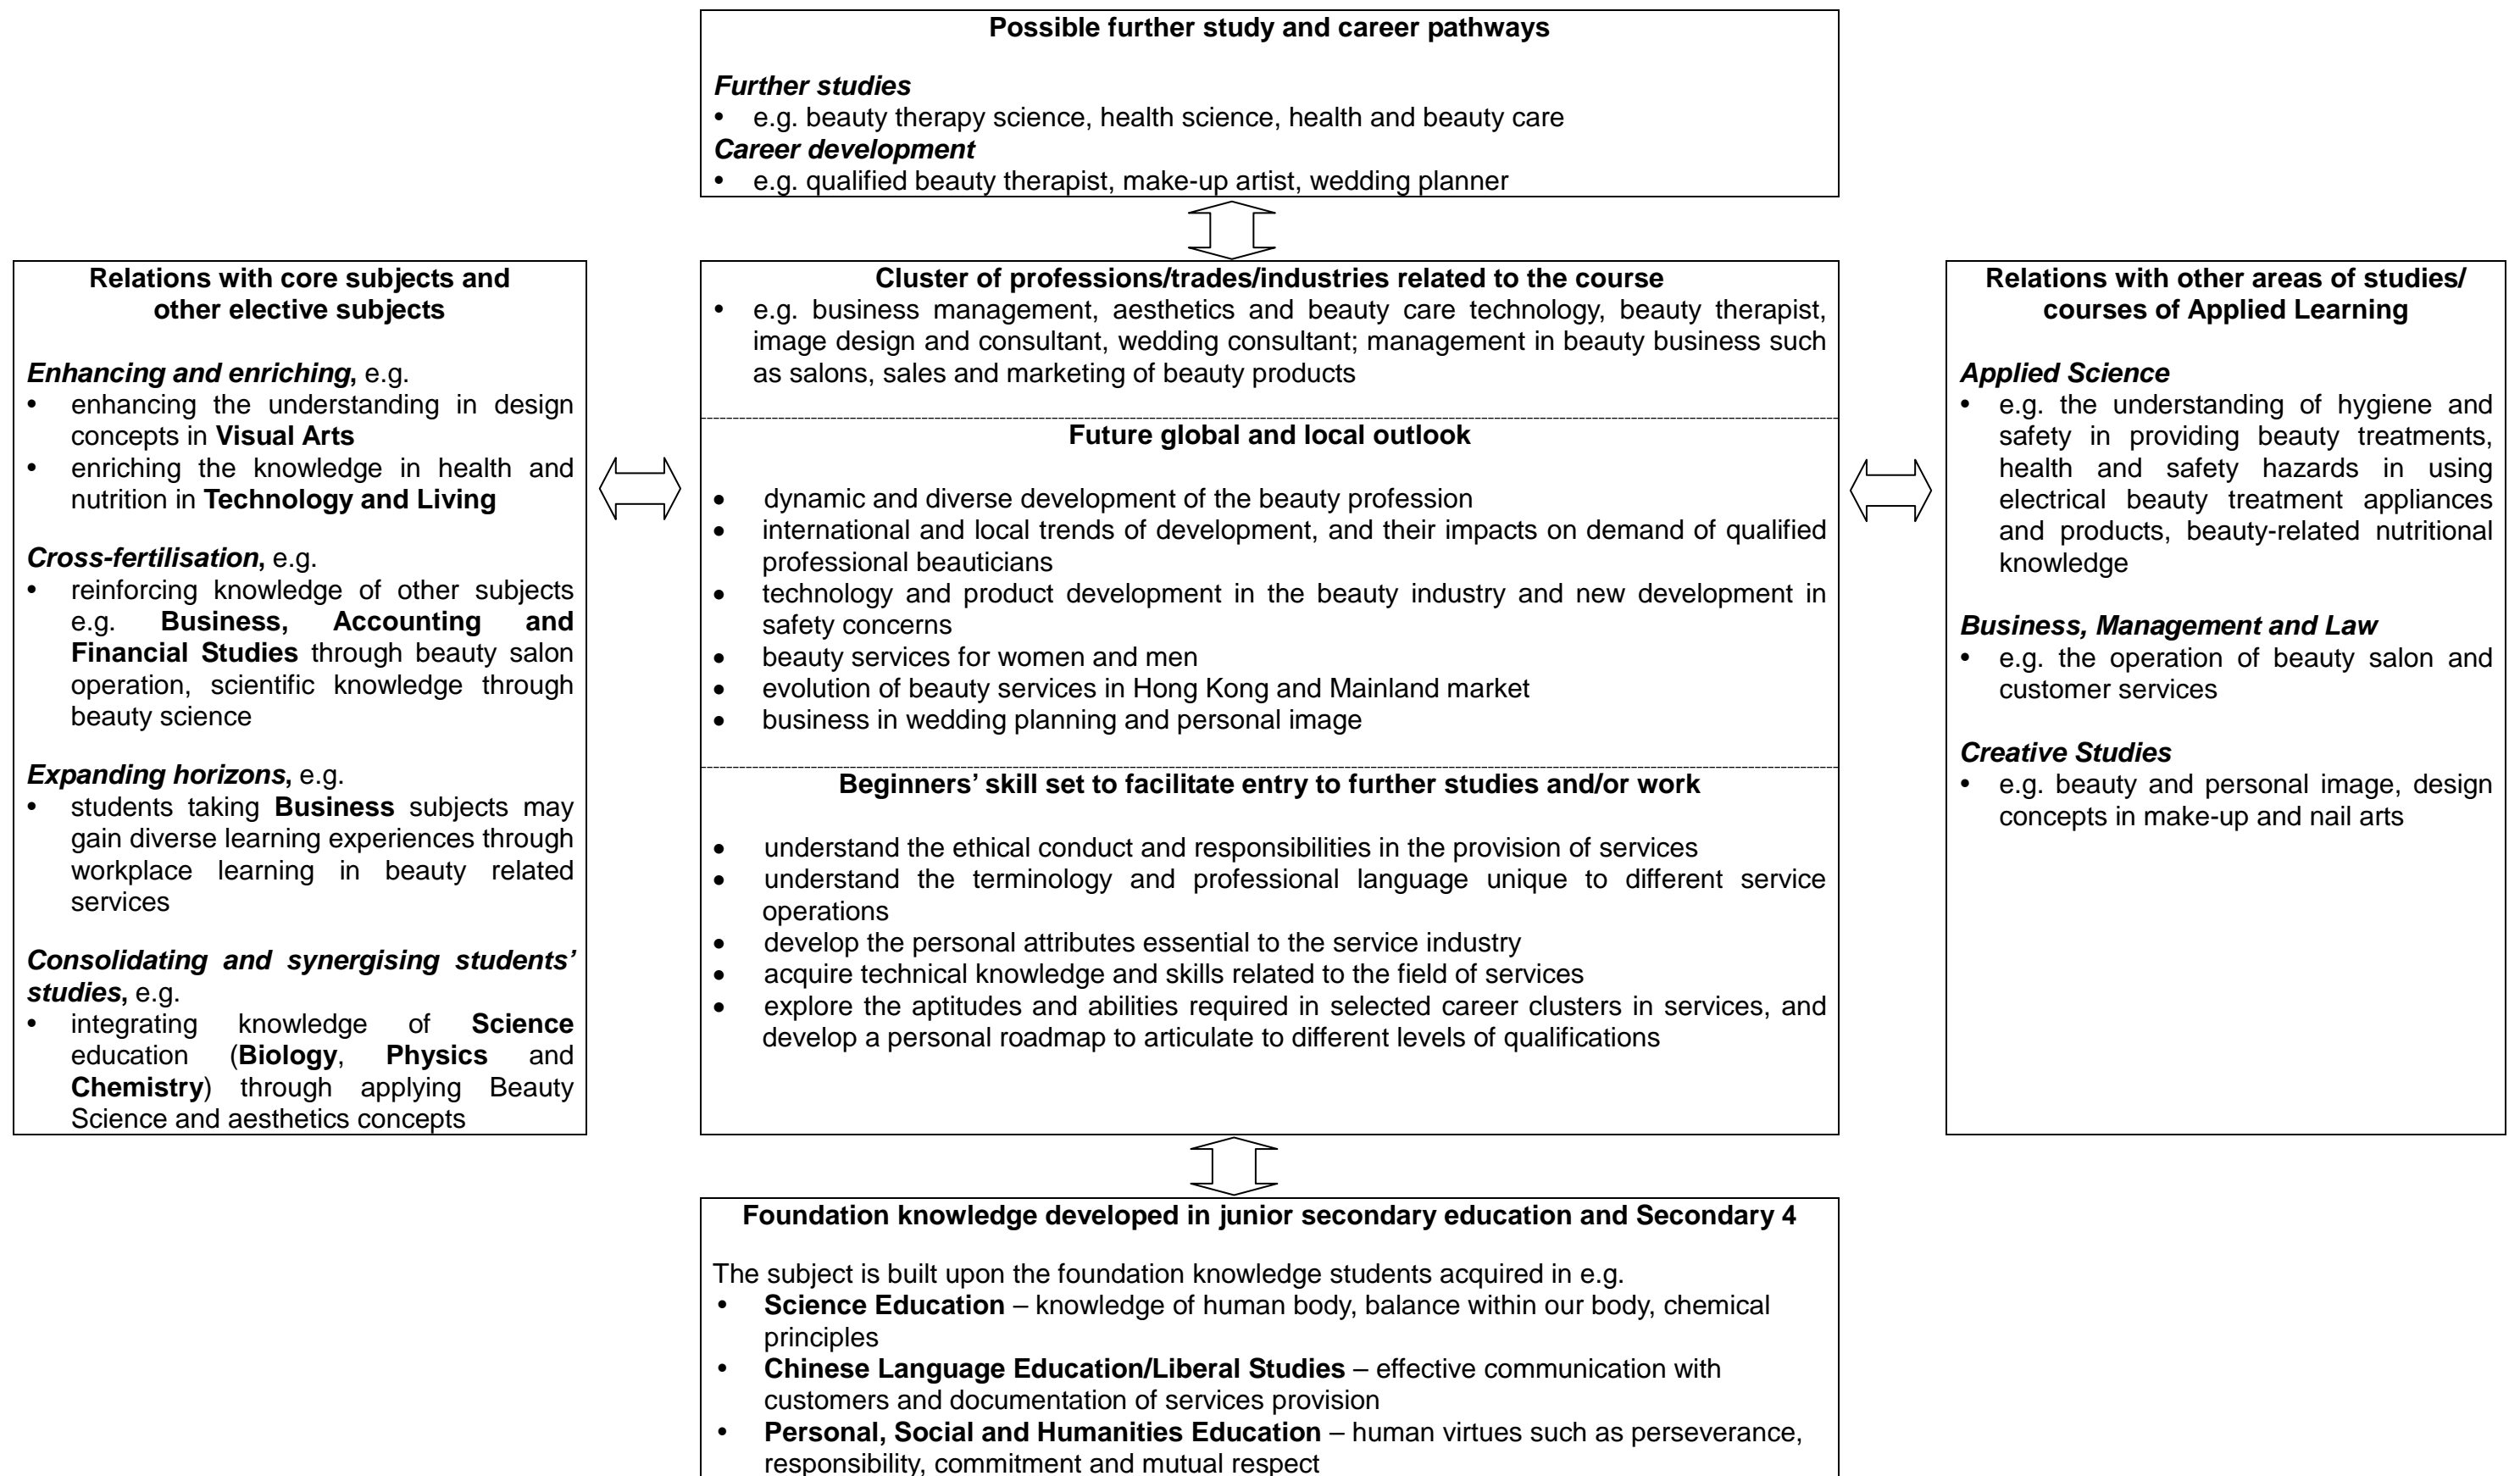 Possible further study and career pathways
Further studies
• e.g. beauty therapy science, health science, health and beauty care
Career development
• e.g. qualified beauty therapist, make-up artist, wedding planner
Relations with core subjects and
other elective subjects
Enhancing and enriching, e.g.
• enhancing the understanding in design
concepts in Visual Arts
• enriching the knowledge in health and
nutrition in Technology and Living
Cross-fertilisation, e.g.
• reinforcing knowledge of other subjects
e.g. Business, Accounting and
Financial Studies through beauty salon
operation, scientific knowledge through
beauty science
Expanding horizons, e.g.
• students taking Business subjects may
gain diverse learning experiences through
workplace learning in beauty related
services
Consolidating and synergising students’
studies, e.g.
• integrating knowledge of Science
education (Biology, Physics and
Chemistry) through applying Beauty
Science and aesthetics concepts
Cluster of professions/trades/industries related to the course
• e.g. business management, aesthetics and beauty care technology, beauty therapist,
image design and consultant, wedding consultant; management in beauty business such
as salons, sales and marketing of beauty products
Future global and local outlook
• dynamic and diverse development of the beauty profession
• international and local trends of development, and their impacts on demand of qualified
professional beauticians
• technology and product development in the beauty industry and new development in
safety concerns
• beauty services for women and men
• evolution of beauty services in Hong Kong and Mainland market
• business in wedding planning and personal image
Beginners’ skill set to facilitate entry to further studies and/or work
• understand the ethical conduct and responsibilities in the provision of services
• understand the terminology and professional language unique to different service
operations
• develop the personal attributes essential to the service industry
• acquire technical knowledge and skills related to the field of services
• explore the aptitudes and abilities required in selected career clusters in services, and
develop a personal roadmap to articulate to different levels of qualifications
Relations with other areas of studies/
courses of Applied Learning
Applied Science
• e.g. the understanding of hygiene and
safety in providing beauty treatments,
health and safety hazards in using
electrical beauty treatment appliances
and products, beauty-related nutritional
knowledge
Business, Management and Law
• e.g. the operation of beauty salon and
customer services
Creative Studies
• e.g. beauty and personal image, design
concepts in make-up and nail arts
Foundation knowledge developed in junior secondary education and Secondary 4
The subject is built upon the foundation knowledge students acquired in e.g.
• Science Education – knowledge of human body, balance within our body, chemical
principles
• Chinese Language Education/Liberal Studies – effective communication with
customers and documentation of services provision
• Personal, Social and Humanities Education – human virtues such as perseverance,
responsibility, commitment and mutual respect